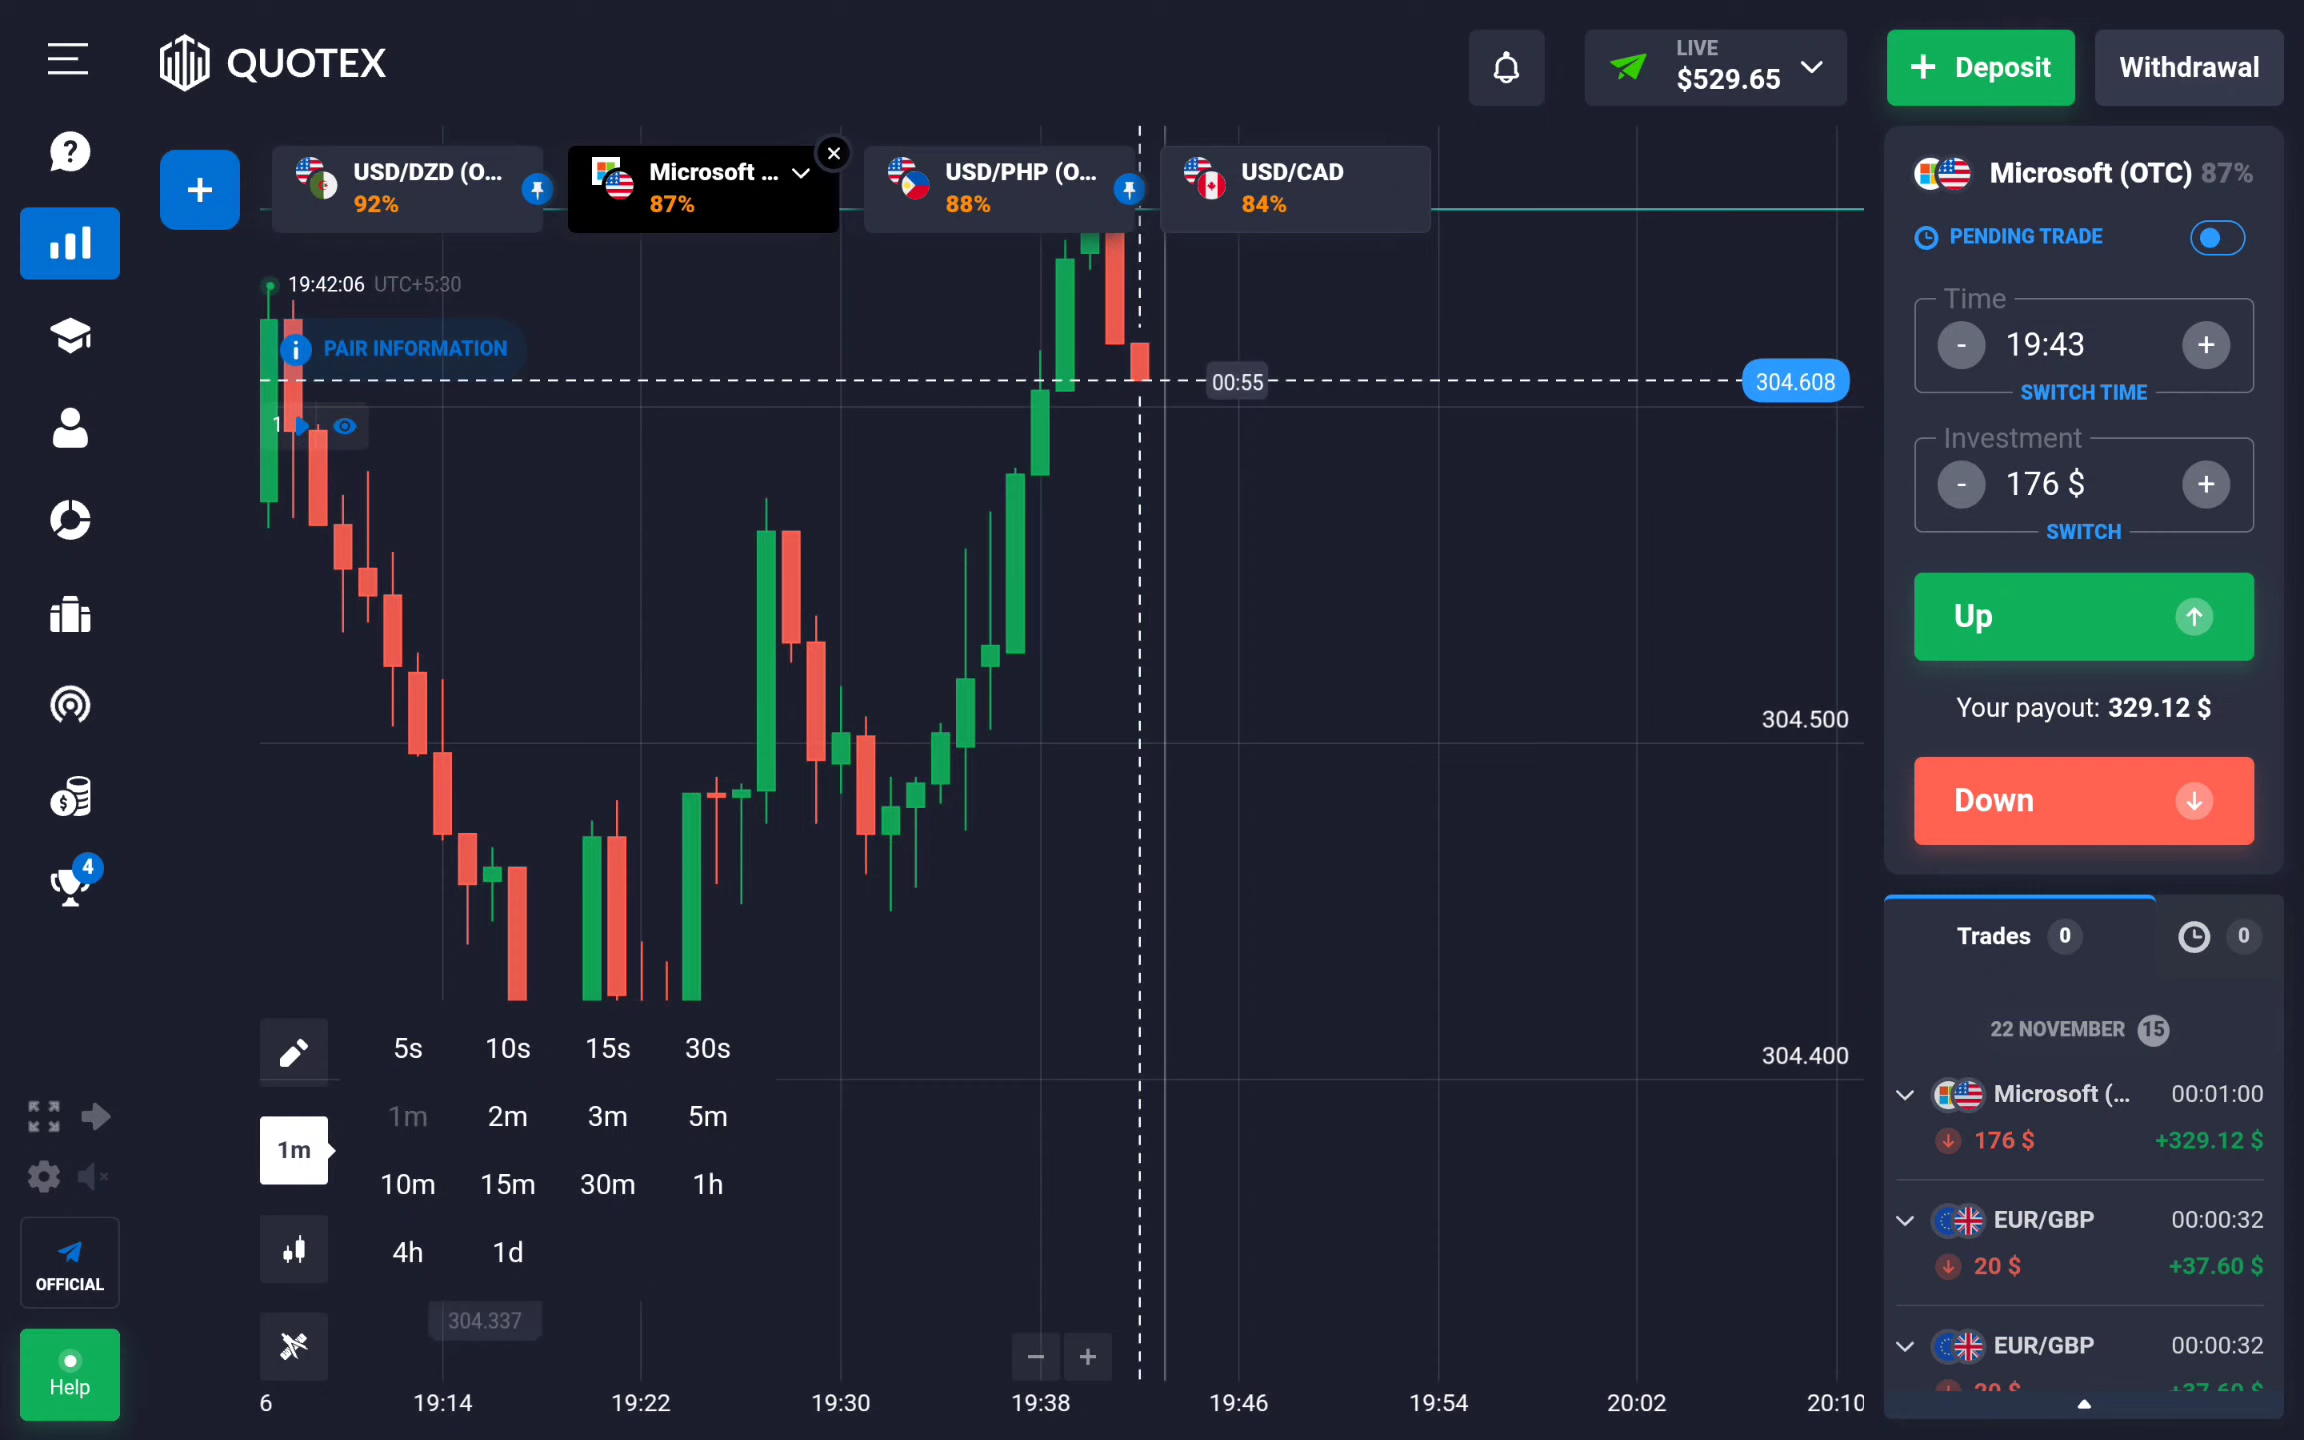 QUOTEX
LIVE
$529.65
Deposit
Withdrawal
USD/DZD (O...
92%
Microsoft ...
87%
USD/PHP (O...
88%
USD/CAD
84%
19:42:06 UTC+5:30
PAIR INFORMATION
1
00:55
304.608
304.500
304.400
5s 10s 15s 30s
1m 2m 3m 5m
10m 15m 30m 1h
4h 1d
1m
304.337
6 19:14 19:22 19:30 19:38 19:46 19:54 20:02 20:10
4
OFFICIAL
Help
Microsoft (OTC) 87%
PENDING TRADE
Time
- 19:43 +
SWITCH TIME
Investment
- 176 $ +
SWITCH
Up
Your payout: 329.12 $
Down
Trades 0 0
22 NOVEMBER 15
Microsoft (... 00:01:00
176 $ +329.12 $
EUR/GBP 00:00:32
20 $ +37.60 $
EUR/GBP 00:00:32
20 $ +37.60 $